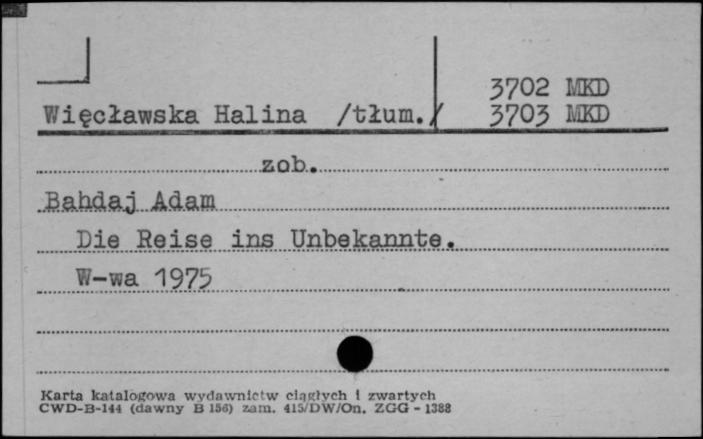 3702 MKD
Więcławska Halina /tłum./ 3703 MKD
zob.
Bahdaj Adam
Die Reise ins Unbekannte.
W-wa 1975
Karta katalogowa wydawnictw ciągłych i zwartych
CWD-B-144 (dawny B 156) zam. 415/DW/On. ZGG - 1388